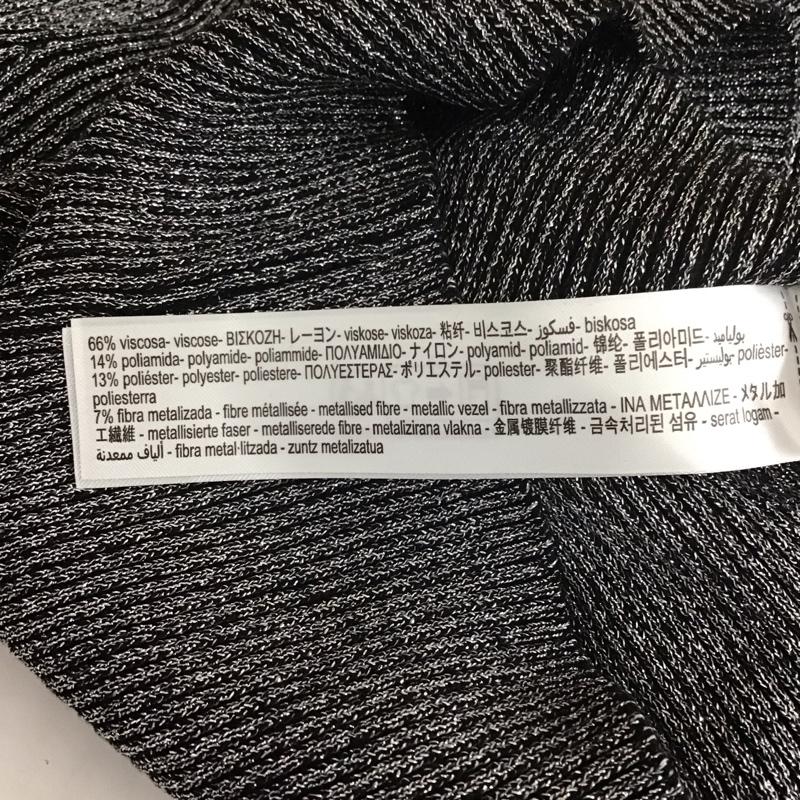 66% viscosa- viscose- ΒΙΣΚΟΖΗ- レーヨン- viskose- viskoza- 粘纤- 비스코스- فسكوز- biskosa
14% poliamida- polyamide- poliammide- ΠΟΛΥΑΜΙΔΙΟ- ナイロン- polyamid- poliamid- 锦纶- 폴리아미드- بولياميد
13% poliéster- polyester- poliestere- ΠΟΛΥΕΣΤΕΡΑΣ- ポリエステル- poliester- 聚酯纤维- 폴리에스터- بوليستير- polièster-
poliesterra
7% fibra metalizada - fibre métallisée - metallised fibre - metallic vezel - fibra metallizzata - ΙΝΑ ΜΕΤΑΛΛΙΖΕ - メタル加
工繊維 - metallisierte faser - metalliserede fibre - metalizirana vlakna - 金属镀膜纤维 - 금속처리된 섬유 - serat logam -
ألياف ممعدنة - fibra metal·litzada - zuntz metalizatua